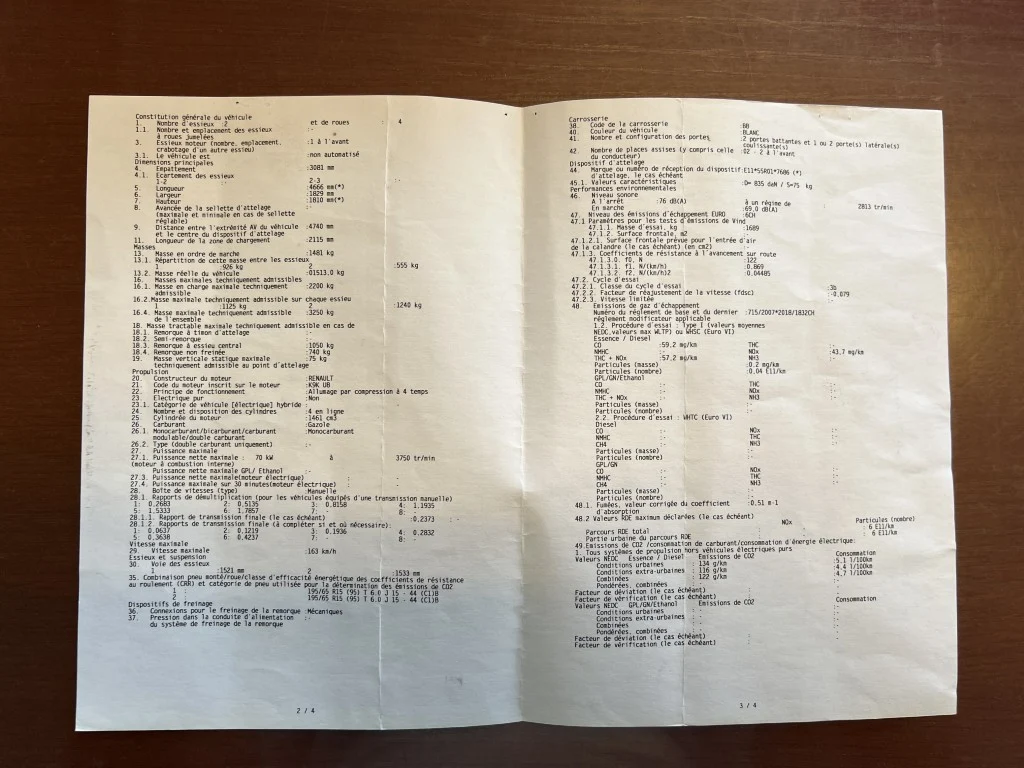 Constitution générale du véhicule
1. Nombre d'essieux :2 et de roues : 4
1.1. Nombre et emplacement des essieux :-
à roues jumelées
3. Essieux moteur (nombre, emplacement, :1 à l'avant
crabotage d'un autre essieu)
3.1. Le véhicule est :non automatisé
Dimensions principales
4. Empattement :3081 mm
4.1. Ecartement des essieux
1-2 :- 2-3 :-
5. Longueur :4666 mm(*)
6. Largeur :1829 mm
7. Hauteur :1810 mm(*)
8. Avancée de la sellette d'attelage :-
(maximale et minimale en cas de sellette
réglable)
9. Distance entre l'extrémité AV du véhicule :4740 mm
et le centre du dispositif d'attelage
11. Longueur de la zone de chargement :2115 mm
Masses
13. Masse en ordre de marche :1481 kg
13.1. Répartition de cette masse entre les essieux
1 :926 kg 2 :555 kg
13.2. Masse réelle du véhicule :01513.0 kg
16. Masses maximales techniquement admissibles
16.1. Masse en charge maximale techniquement :2200 kg
admissible
16.2.Masse maximale techniquement admissible sur chaque essieu
1 :1125 kg 2 :1240 kg
16.4. Masse maximale techniquement admissible :3250 kg
de l'ensemble
18. Masse tractable maximale techniquement admissible en cas de
18.1. Remorque à timon d'attelage :-
18.2. Semi-remorque :-
18.3. Remorque à essieu central :1050 kg
18.4. Remorque non freinée :740 kg
19. Masse verticale statique maximale :75 kg
techniquement admissible au point d'attelage
Propulsion
20. Constructeur du moteur :RENAULT
21. Code du moteur inscrit sur le moteur :K9K U8
22. Principe de fonctionnement :Allumage par compression à 4 temps
23. Electrique pur :Non
23.1. Catégorie de véhicule [électrique] hybride :-
24. Nombre et disposition des cylindres :4 en ligne
25. Cylindrée du moteur :1461 cm3
26. Carburant :Gazole
26.1. Monocarburant/bicarburant/carburant :Monocarburant
modulable/double carburant
26.2. Type (double carburant uniquement) :-
27. Puissance maximale
27.1. Puissance nette maximale : 70 kW à 3750 tr/min
(moteur à combustion interne)
Puissance nette maximale GPL/ Ethanol :-
27.3. Puissance nette maximale(moteur électrique) : -
27.4. Puissance maximale sur 30 minutes(moteur électrique) : -
28. Boîte de vitesses (type) :Manuelle
28.1. Rapports de démultiplication (pour les véhicules équipés d'une transmission manuelle)
1: 0.2683 2: 0.5135 3: 0.8158 4: 1.1935
5: 1.5333 6: 1.7857 7: - 8: -
28.1.1. Rapport de transmission finale (le cas échéant) :0.2373 : -
28.1.2. Rapports de transmission finale (à compléter si et où nécessaire):
1: 0.0637 2: 0.1219 3: 0.1936 4: 0.2832
5: 0.3638 6: 0.4237 7: :- 8: :-
Vitesse maximale
29. Vitesse maximale :163 km/h
Essieux et suspension
30. Voie des essieux
1 :1521 mm 2 :1533 mm
35. Combinaison pneu monté/roue/classe d'efficacité énergétique des coefficients de résistance
au roulement (CRR) et catégorie de pneu utilisée pour la détermination des émissions de CO2
1 : 195/65 R15 (95) T 6.0 J 15 - 44 (C1)B
2 : 195/65 R15 (95) T 6.0 J 15 - 44 (C1)B
Dispositifs de freinage
36. Connexions pour le freinage de la remorque :Mécaniques
37. Pression dans la conduite d'alimentation :-
du système de freinage de la remorque
2 / 4
Carrosserie
38. Code de la carrosserie :BB
40. Couleur du véhicule :BLANC
41. Nombre et configuration des portes :2 portes battantes et 1 ou 2 porte(s) latérale(s)
coulissante(s)
42. Nombre de places assises (y compris celle :02 - 2 à l'avant
du conducteur)
Dispositif d'attelage
44. Marque ou numéro de réception du dispositif:E11*55R01*7686 (*)
d'attelage, le cas échéant
45.1. Valeurs caractéristiques :D= 835 daN / S=75 kg
Performances environnementales
46. Niveau sonore
A l'arrêt :76 dB(A) à un régime de 2813 tr/min
En marche :69.0 dB(A)
47. Niveau des émissions d'échappement EURO :6CH
47.1 Paramètres pour les tests d'émissions de Vind
47.1.1. Masse d'essai, kg :1689
47.1.2. Surface frontale, m2 :-
47.1.2.1. Surface frontale prévue pour l'entrée d'air
de la calandre (le cas échéant) (en cm2) :-
47.1.3. Coefficients de résistance à l'avancement sur route
47.1.3.0. f0, N :122
47.1.3.1. f1, N/(km/h) :0.869
47.1.3.2. f2, N/(km/h)2 :0.04485
47.2. Cycle d'essai
47.2.1. Classe du cycle d'essai :3b
47.2.2. Facteur de réajustement de la vitesse (fdsc) :-0.079
47.2.3. Vitesse limitée :-
48. Emissions de gaz d'échappement
Numéro du règlement de base et du dernier :715/2007*2018/1832CH
règlement modificateur applicable
1.2. Procédure d'essai : Type I (valeurs moyennes
NEDC,valeurs max WLTP) ou WHSC (Euro VI)
Essence / Diesel
CO :59.2 mg/km THC :-
NMHC :- NOx :43.7 mg/km
THC + NOx :57.2 mg/km NH3 :-
Particules (masse) :0.2 mg/km
Particules (nombre) :0.04 E11/km
GPL/GN/Ethanol
CO :- THC :-
NMHC :- NOx :-
THC + NOx :- NH3 :-
Particules (masse) :-
Particules (nombre) :-
2.2. Procédure d'essai : WHTC (Euro VI)
Diesel
CO :- NOx :-
NMHC :- THC :-
CH4 :- NH3 :-
Particules (masse) :-
Particules (nombre) :-
GPL/GN
CO :- NOx :-
NMHC :- THC :-
CH4 :- NH3 :-
Particules (masse) :-
Particules (nombre) :-
48.1. Fumées, valeur corrigée du coefficient :0.51 m-1
d'absorption
48.2 Valeurs RDE maximum déclarées (le cas échéant)
NOx Particules (nombre)
Parcours RDE total : 6 E11/km
Partie urbaine du parcours RDE : 6 E11/km
49.Emissions de CO2 /consommation de carburant/consommation d'énergie électrique:
1. Tous systèmes de propulsion hors véhicules électriques purs
Valeurs NEDC Essence / Diesel Emissions de CO2 Consommation
Conditions urbaines : 134 g/km :5.1 l/100km
Conditions extra-urbaines : 116 g/km :4.4 l/100km
Combinées : 122 g/km :4.7 l/100km
Pondérées, combinées : - :-
Facteur de déviation (le cas échéant) :-
Facteur de vérification (le cas échéant) :-
Valeurs NEDC GPL/GN/Ethanol Emissions de CO2 Consommation
Conditions urbaines : - :-
Conditions extra-urbaines : - :-
Combinées : - :-
Pondérées, combinées : - :-
Facteur de déviation (le cas échéant) :-
Facteur de vérification (le cas échéant) :-
3 / 4